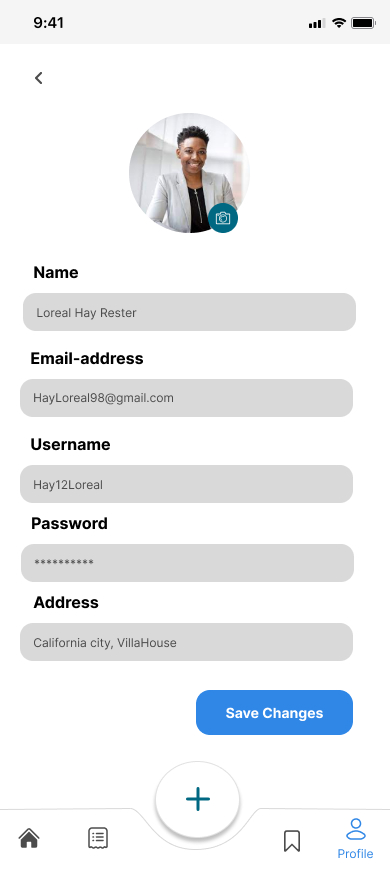 9:41
Name
Loreal Hay Rester
Email-address
HayLoreal98@gmail.com
Username
Hay12Loreal
Password
**********
Address
California city, VillaHouse
Save Changes
Profile